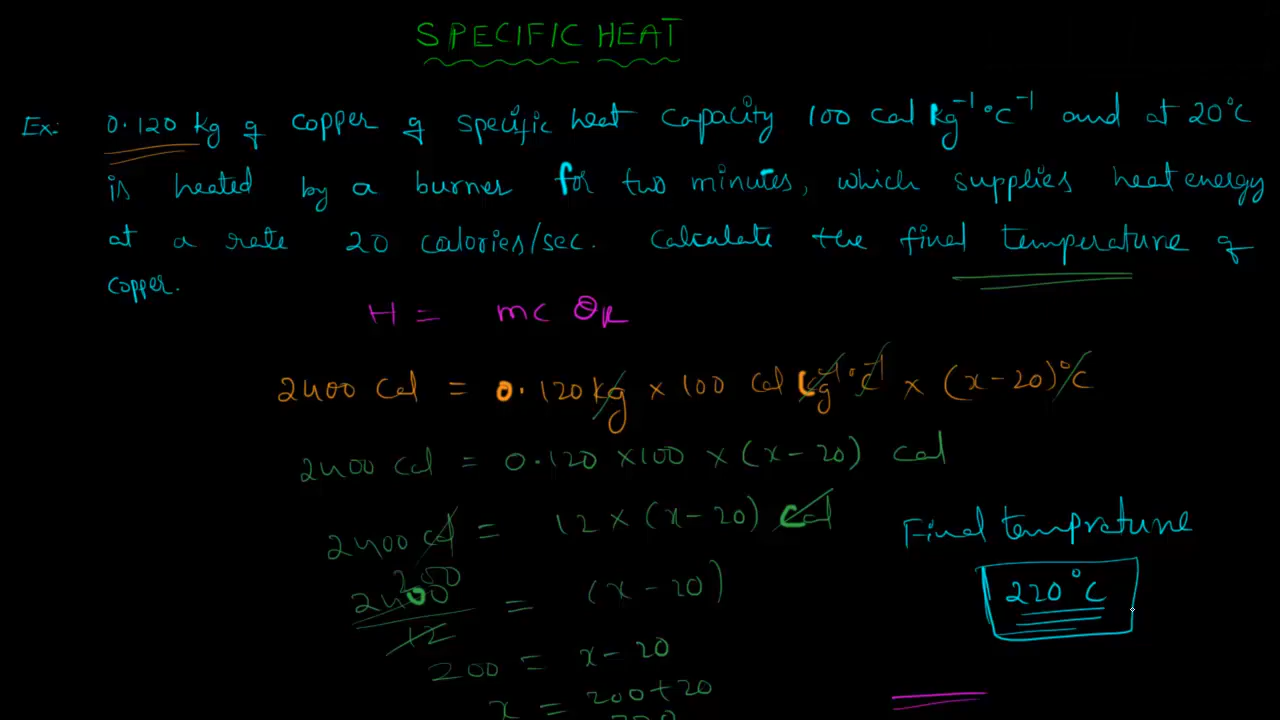 SPECIFIC HEAT
Ex: 0.120 kg of copper of specific heat capacity 100 cal kg⁻¹ °C⁻¹ and at 20°C
is heated by a burner for two minutes, which supplies heat energy
at a rate 20 calories/sec. Calculate the final temperature of
copper.
H = mc θR
2400 Cal = 0.120 kg × 100 Cal kg⁻¹ °C⁻¹ × (x-20)°C
2400 Cal = 0.120 × 100 × (x-20) Cal
2400 Cal = 12 × (x-20) Cal
Final temprature
200
2400/12 = (x-20)
220°C
200 = x-20
x = 200+20
220